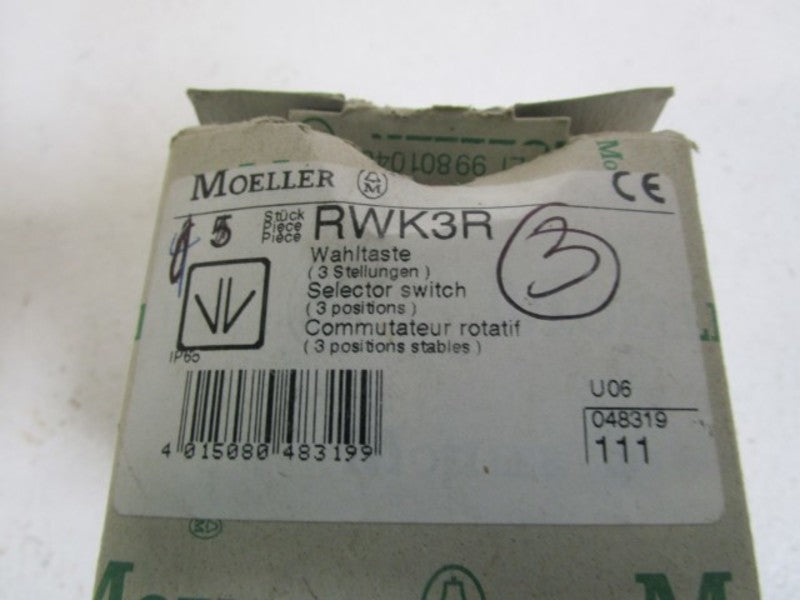 MOELLER
CE
5 Stück
Piece
Pièce
RWK3R
3
Wahltaste
(3 Stellungen)
Selector switch
(3 positions)
Commutateur rotatif
(3 positions stables)
IP65
U06
048319
111
4 015080 483199